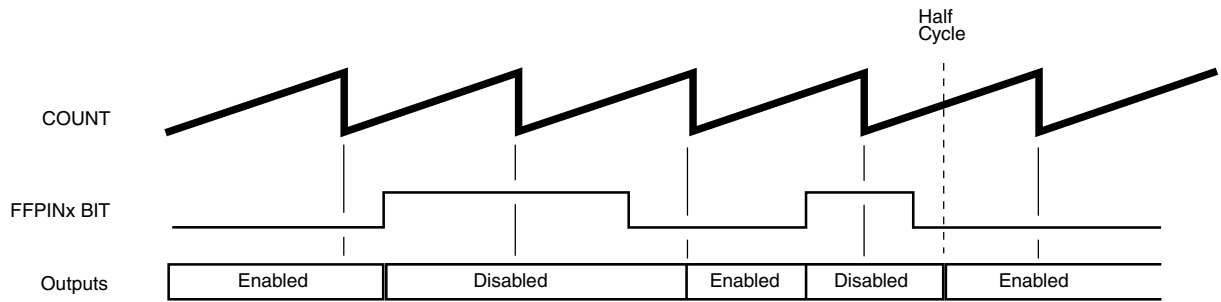 Half
Cycle
COUNT
FFPINx BIT
Outputs Enabled Disabled Enabled Disabled Enabled